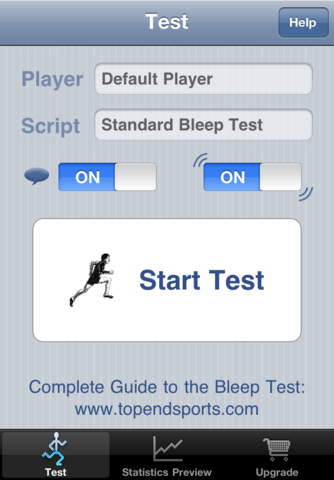 Test
Help
Player
Default Player
Script
Standard Bleep Test
ON
ON
Start Test
Complete Guide to the Bleep Test:
www.topendsports.com
Test
Statistics Preview
Upgrade